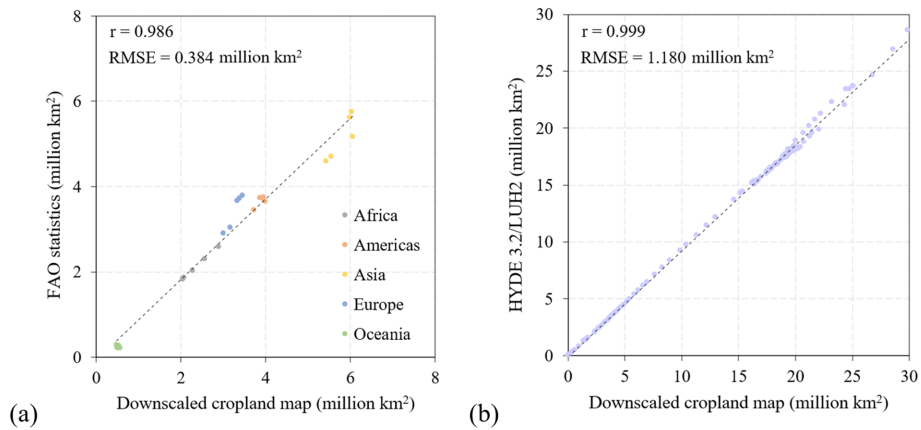 r = 0.986
RMSE = 0.384 million km²
FAO statistics (million km²)
8
6
4
2
0
0 2 4 6 8
Africa
Americas
Asia
Europe
Oceania
(a) Downscaled cropland map (million km²)
r = 0.999
RMSE = 1.180 million km²
HYDE 3.2/LUH2 (million km²)
30
25
20
15
10
5
0
0 5 10 16 20 25 30
(b) Downscaled cropland map (million km²)